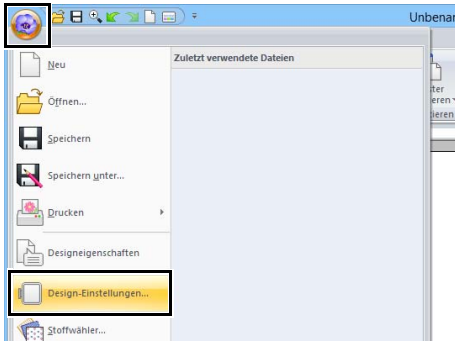 Unbenan
Neu
Zuletzt verwendete Dateien
Öffnen...
Speichern
Speichern unter...
Drucken
Designeigenschaften
Design-Einstellungen...
Stoffwähler...